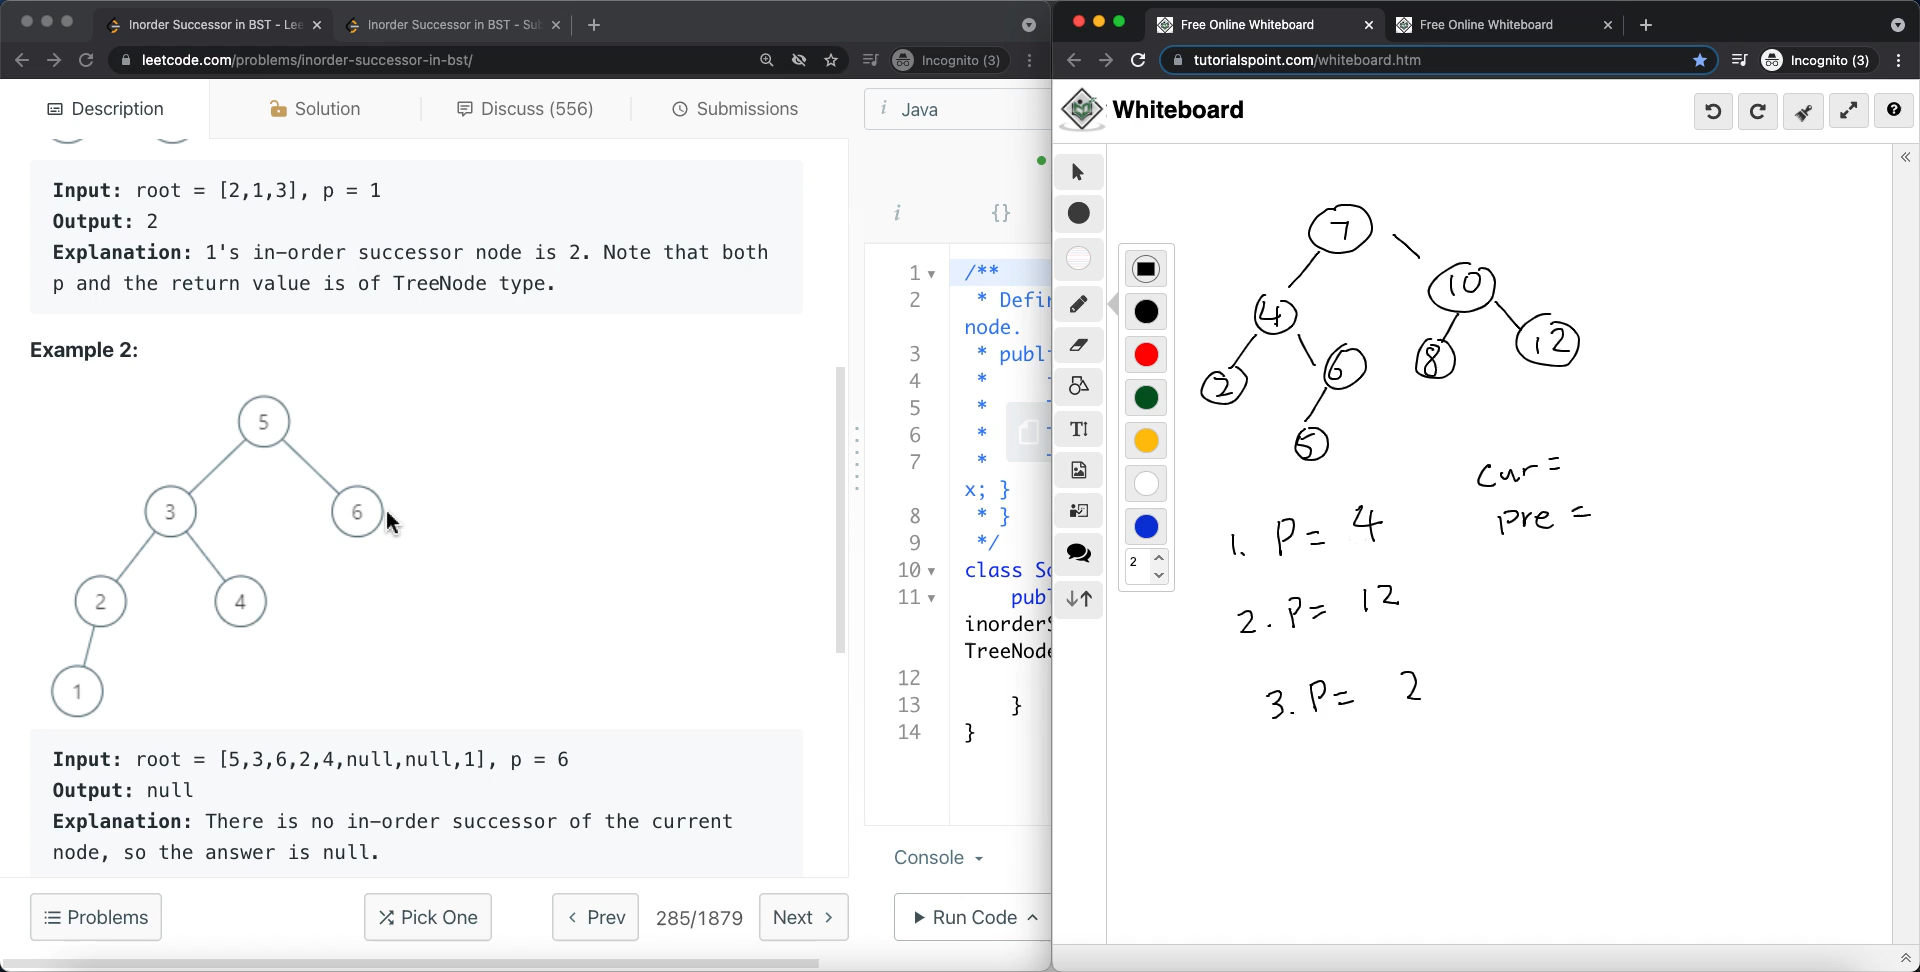 Inorder Successor in BST - Lee
Inorder Successor in BST - Sub
leetcode.com/problems/inorder-successor-in-bst/
Incognito (3)
Description
Solution
Discuss (556)
Submissions
Input: root = [2,1,3], p = 1
Output: 2
Explanation: 1's in-order successor node is 2. Note that both
p and the return value is of TreeNode type.
Example 2:
5
3
6
2
4
1
Input: root = [5,3,6,2,4,null,null,1], p = 6
Output: null
Explanation: There is no in-order successor of the current
node, so the answer is null.
Problems
Pick One
Prev
285/1879
Next
i Java
i {}
1 /**
2 * Defin
node.
3 * publi
4 *
5 *
6 *
7 *
x; }
8 * }
9 */
10 class So
11 publ
inorderS
TreeNode
12
13 }
14 }
Console
Run Code
Free Online Whiteboard
Free Online Whiteboard
tutorialspoint.com/whiteboard.htm
Incognito (3)
Whiteboard
2
7
10
4
12
8
6
2
5
cur =
pre =
1. P = 4
2. P = 12
3. P = 2